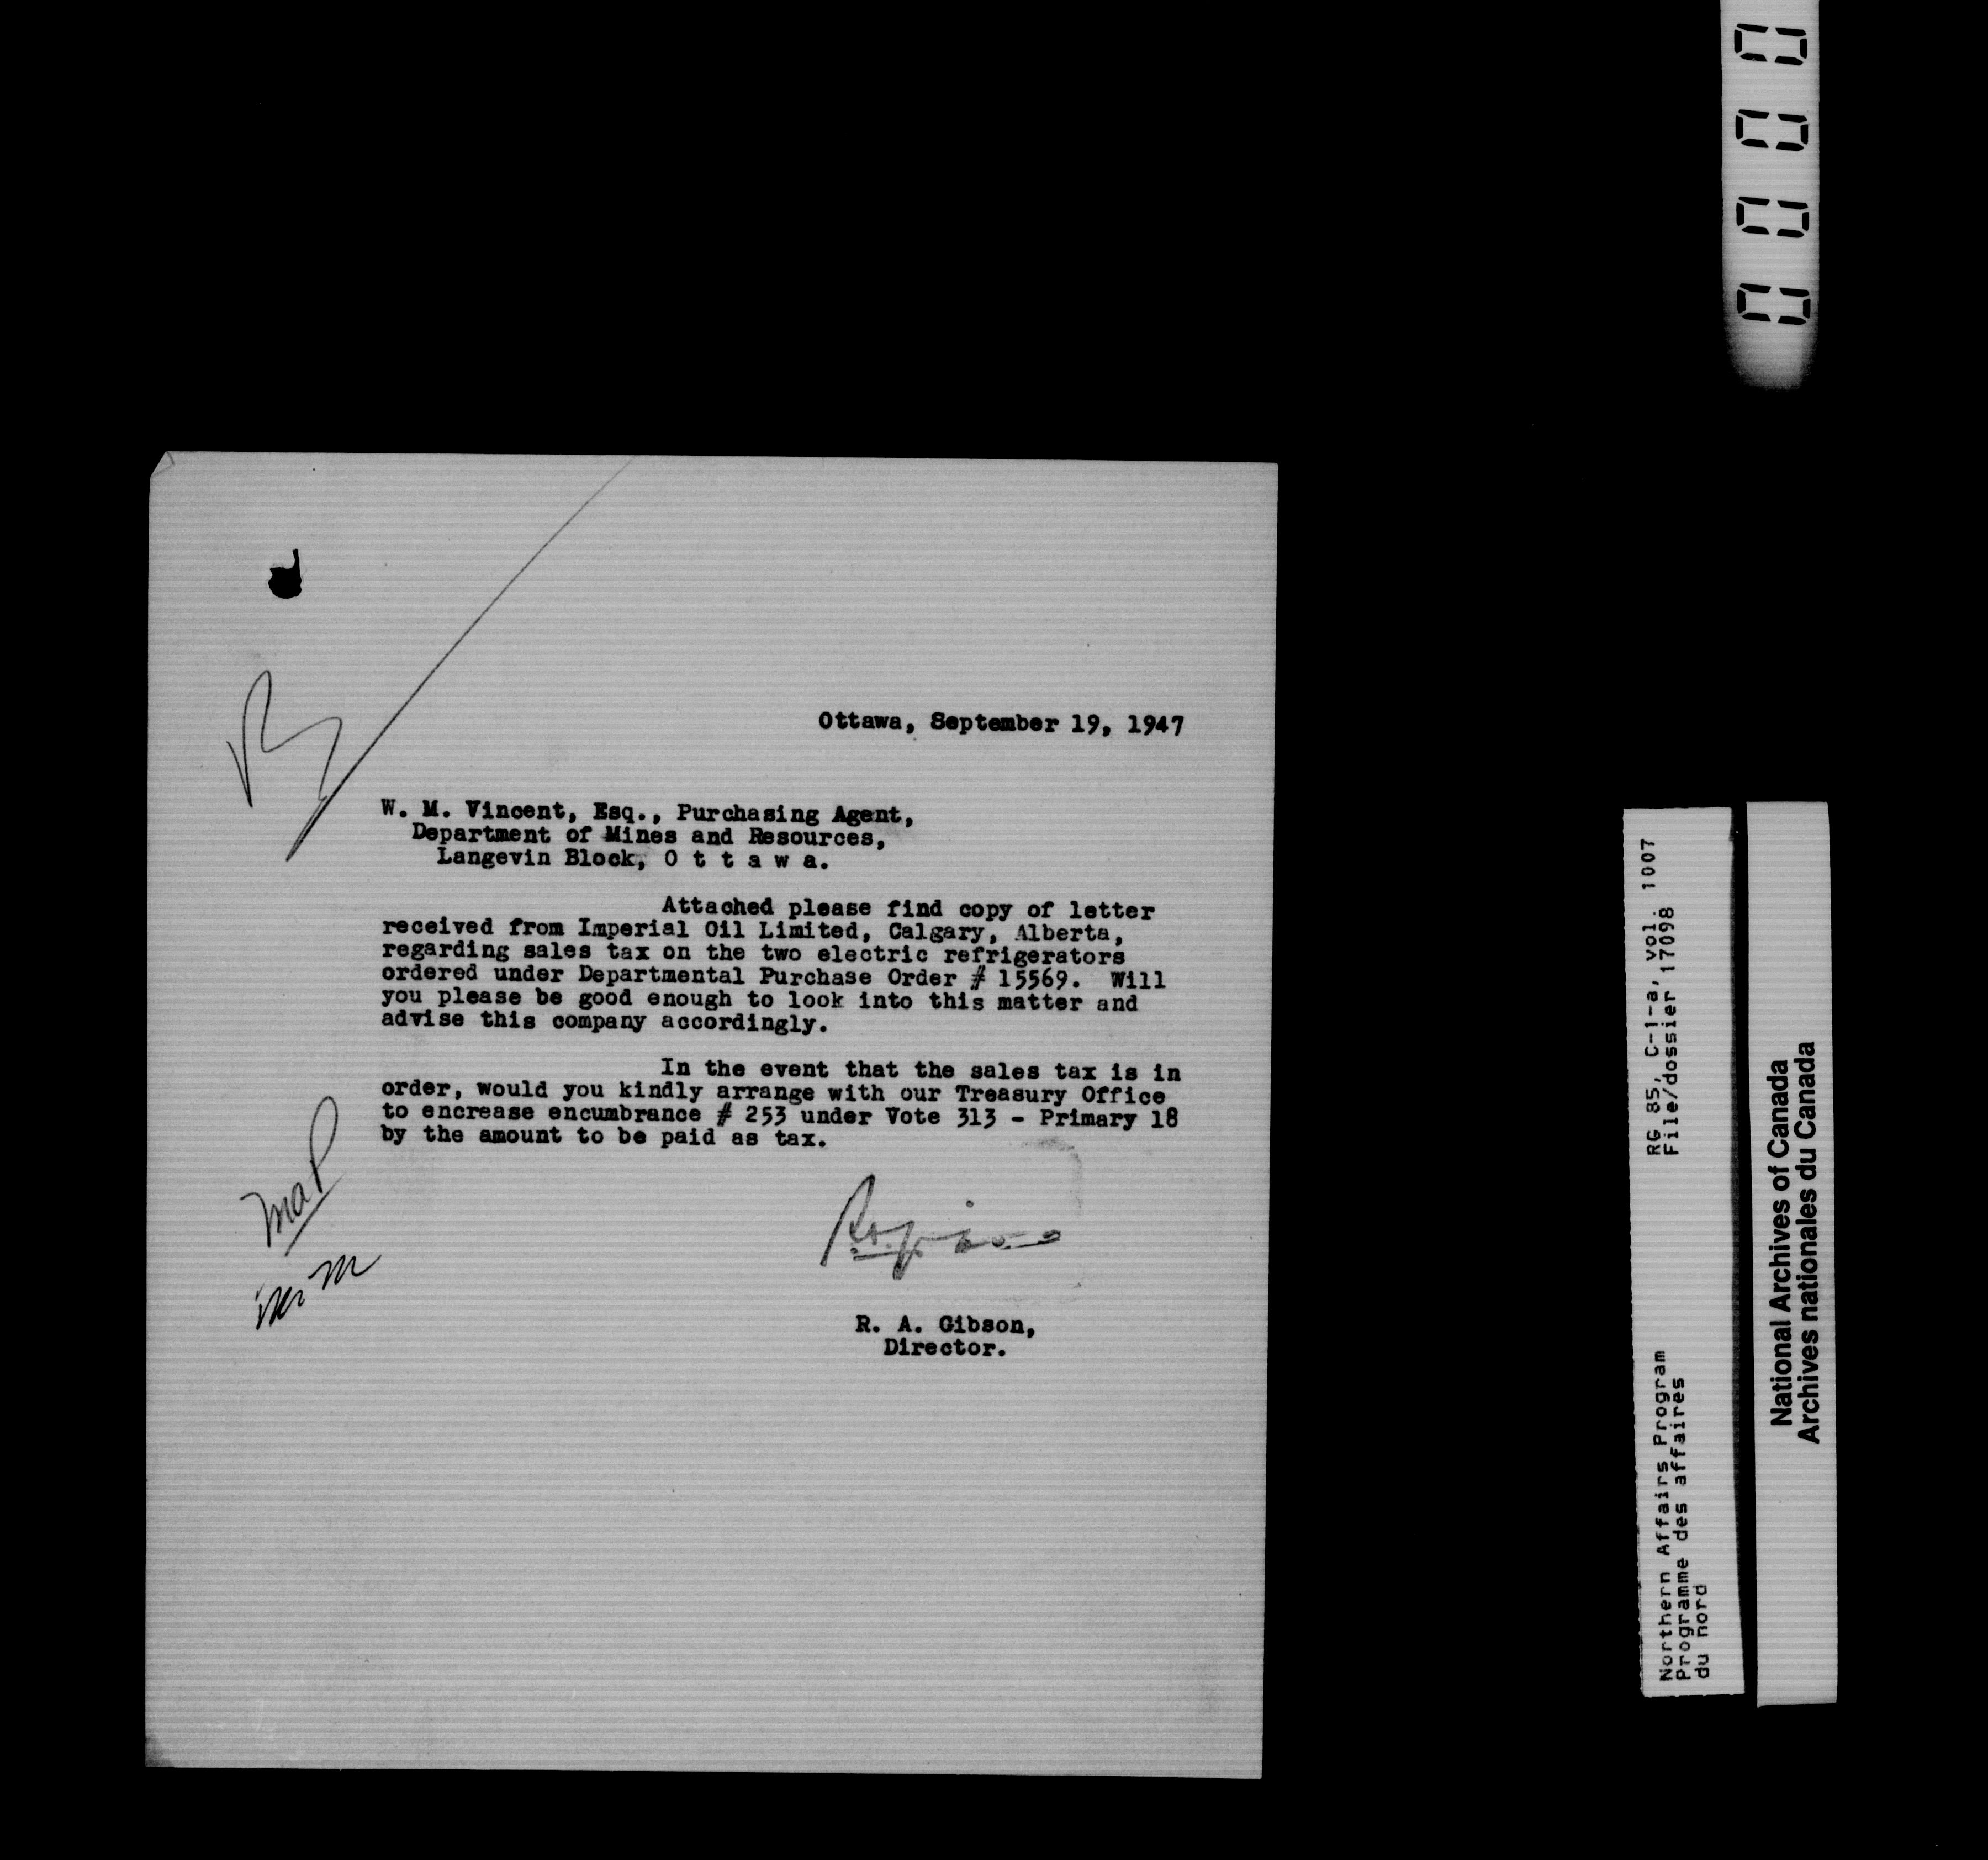 Ottawa, September 19, 1947
W. M. Vincent, Esq., Purchasing Agent,
Department of Mines and Resources,
Langevin Block, O t t a w a.
Attached please find copy of letter
received from Imperial Oil Limited, Calgary, Alberta,
regarding sales tax on the two electric refrigerators
ordered under Departmental Purchase Order # 15569. Will
you please be good enough to look into this matter and
advise this company accordingly.
In the event that the sales tax is in
order, would you kindly arrange with our Treasury Office
to encrease encumbrance # 253 under Vote 313 - Primary 18
by the amount to be paid as tax.
R. A. Gibson,
Director.
0000
RG 85, C-1-a, vol. 1007
File/dossier 17098
Northern Affairs Program
Programme des affaires
du nord
National Archives of Canada
Archives nationales du Canada